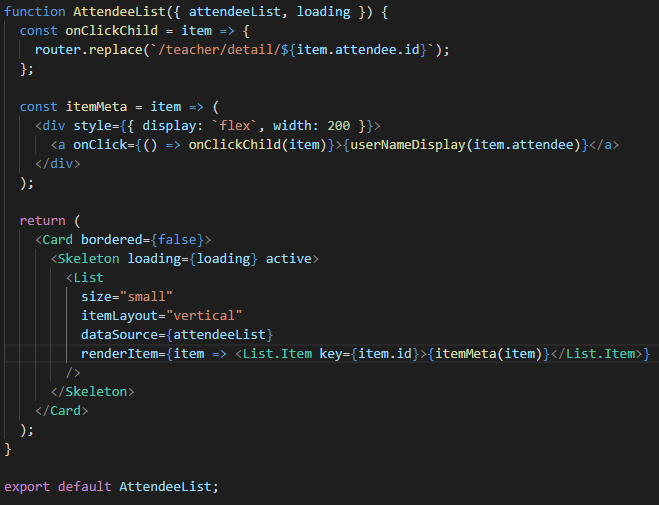 function AttendeeList({ attendeeList, loading }) {
  const onClickChild = item => {
    router.replace(`/teacher/detail/${item.attendee.id}`);
  };

  const itemMeta = item => (
    <div style={{ display: `flex`, width: 200 }}>
      <a onClick={() => onClickChild(item)}>{userNameDisplay(item.attendee)}</a>
    </div>
  );

  return (
    <Card bordered={false}>
      <Skeleton loading={loading} active>
        <List
          size="small"
          itemLayout="vertical"
          dataSource={attendeeList}
          renderItem={item => <List.Item key={item.id}>{itemMeta(item)}</List.Item>}
        />
      </Skeleton>
    </Card>
  );
}

export default AttendeeList;